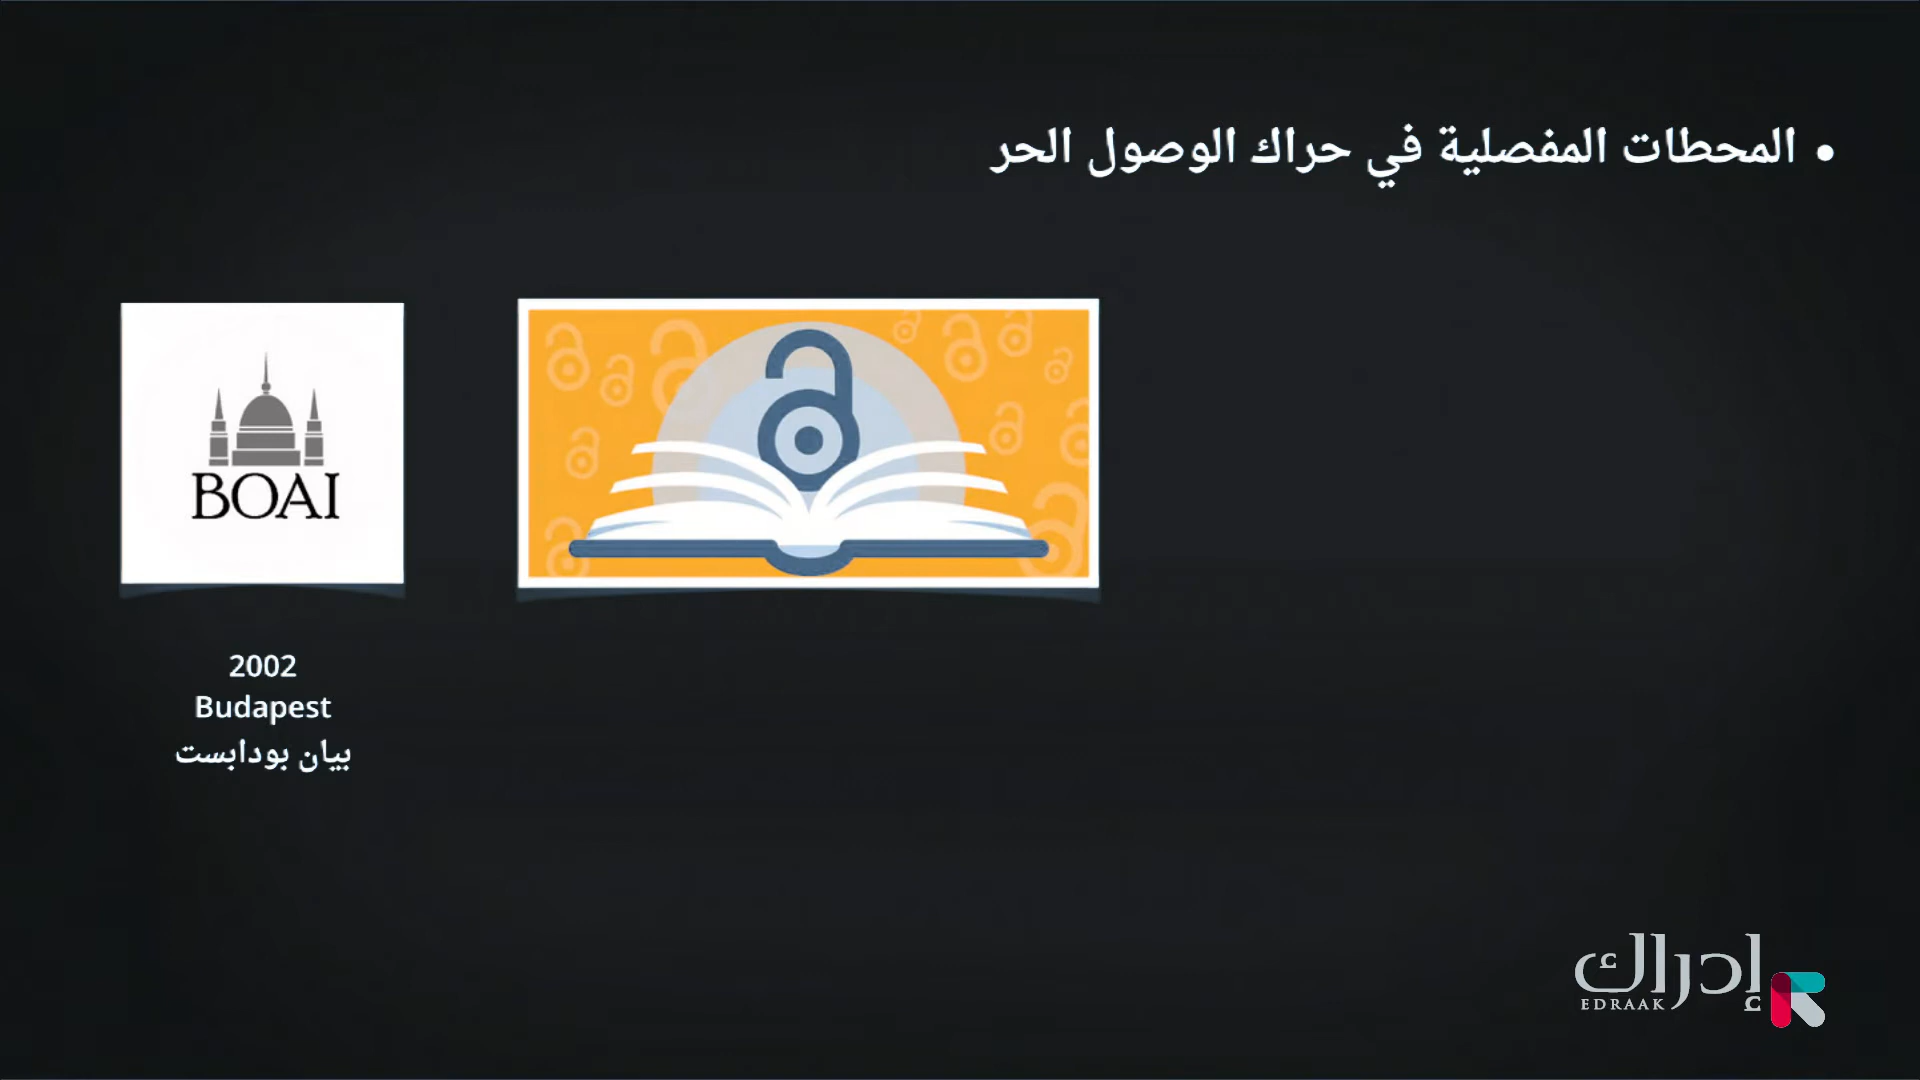 • المحطات المفصلية في حراك الوصول الحر
BOAI
2002
Budapest
بيان بودابست
إدراك
EDRAAK